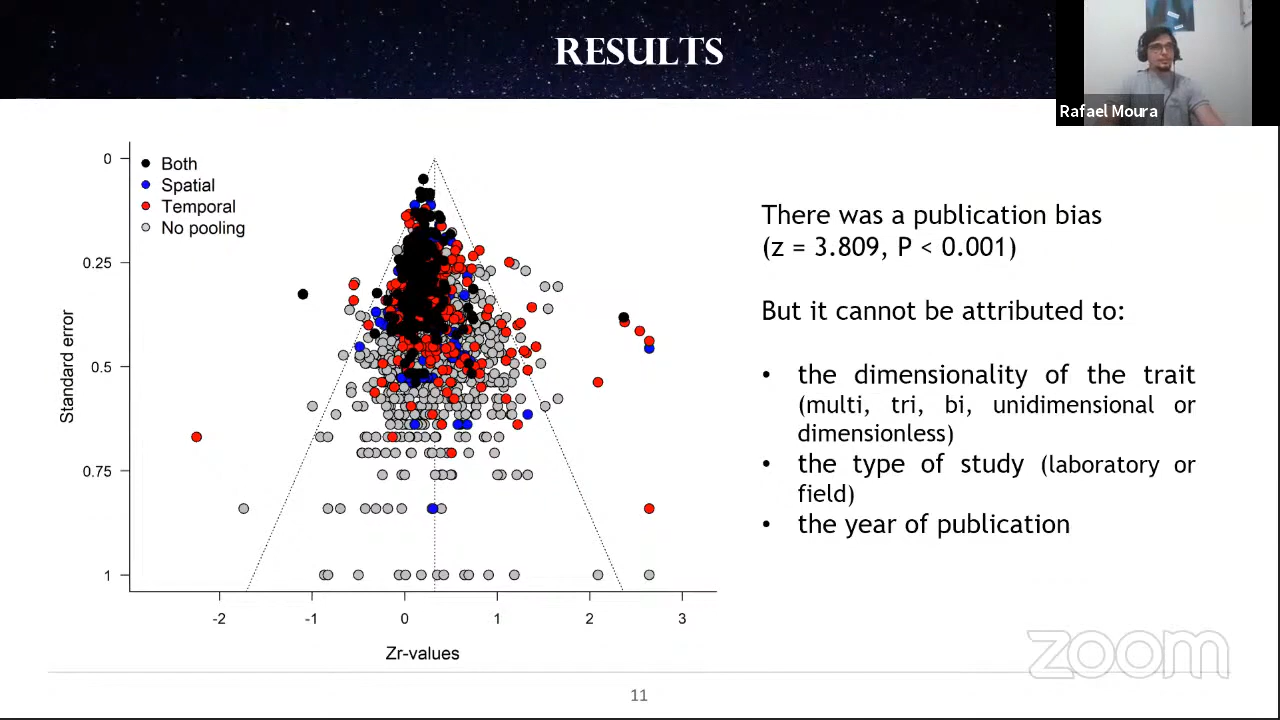 RESULTS
Rafael Moura
Both
Spatial
Temporal
No pooling
0
0.25
0.5
0.75
1
Standard error
-2
-1
0
1
2
3
Zr-values
There was a publication bias
(z = 3.809, P < 0.001)
But it cannot be attributed to:
• the dimensionality of the trait
(multi, tri, bi, unidimensional or
dimensionless)
• the type of study (laboratory or
field)
• the year of publication
zoom
11